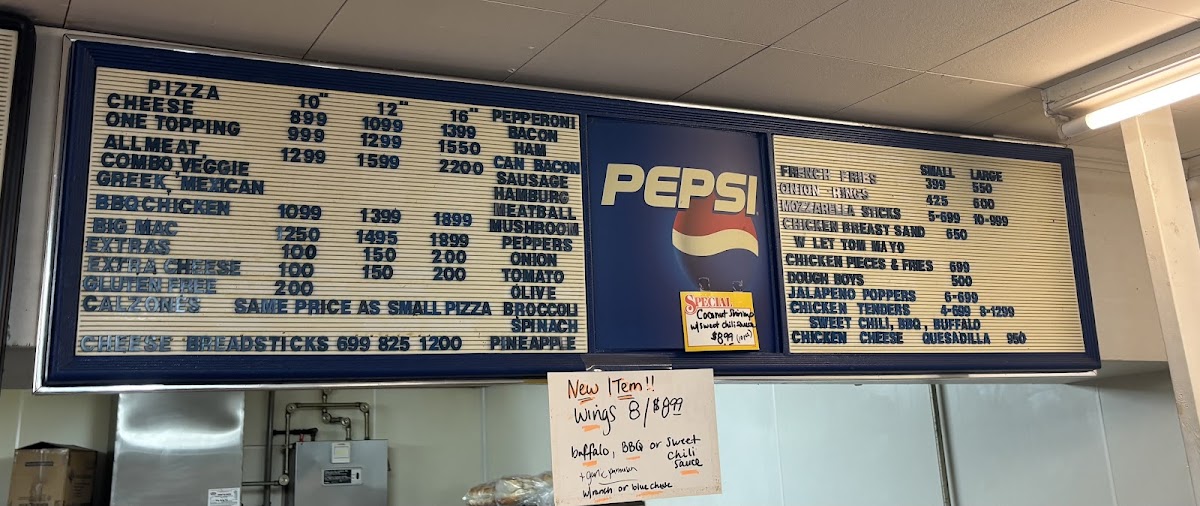 PIZZA 10" 12" 16"
CHEESE 899 1099 1399
ONE TOPPING 999 1299 1550
ALLMEAT 1299 1599 2200
COMBO VEGGIE
GREEK, MEXICAN
BBQ CHICKEN 1099 1399 1899
BIG MAC 1250 1495 1899
EXTRAS 100 150 200
EXTRA CHEESE 100 150 200
GLUTEN FREE 200
CALZONES SAME PRICE AS SMALL PIZZA
CHEESE BREADSTICKS 699 825 1200
PEPPERONI
BACON
HAM
CAN BACON
SAUSAGE
HAMBURG
MEATBALL
MUSHROOM
PEPPERS
ONION
TOMATO
OLIVE
BROCCOLI
SPINACH
PINEAPPLE
PEPSI
SPECIAL
Coconut Shrimp
w/sweet chili sauce
$8.99
SMALL LARGE
FRENCH FRIES 399 550
ONION RINGS 425 600
MOZZARELLA STICKS 5-699 10-999
CHICKEN BREAST SAND 650
W LET TOM MAYO
CHICKEN PIECES & FRIES 699
DOUGH BOYS 500
JALAPENO POPPERS 6-699
CHICKEN TENDERS 4-699 8-1299
SWEET CHILI, BBQ, BUFFALO
CHICKEN CHEESE QUESADILLA 950
New ITem!!
Wings 8/$8.99
buffalo, BBQ or Sweet
Chili
Sauce
+ garlic parmesan
w/ranch or blue cheese